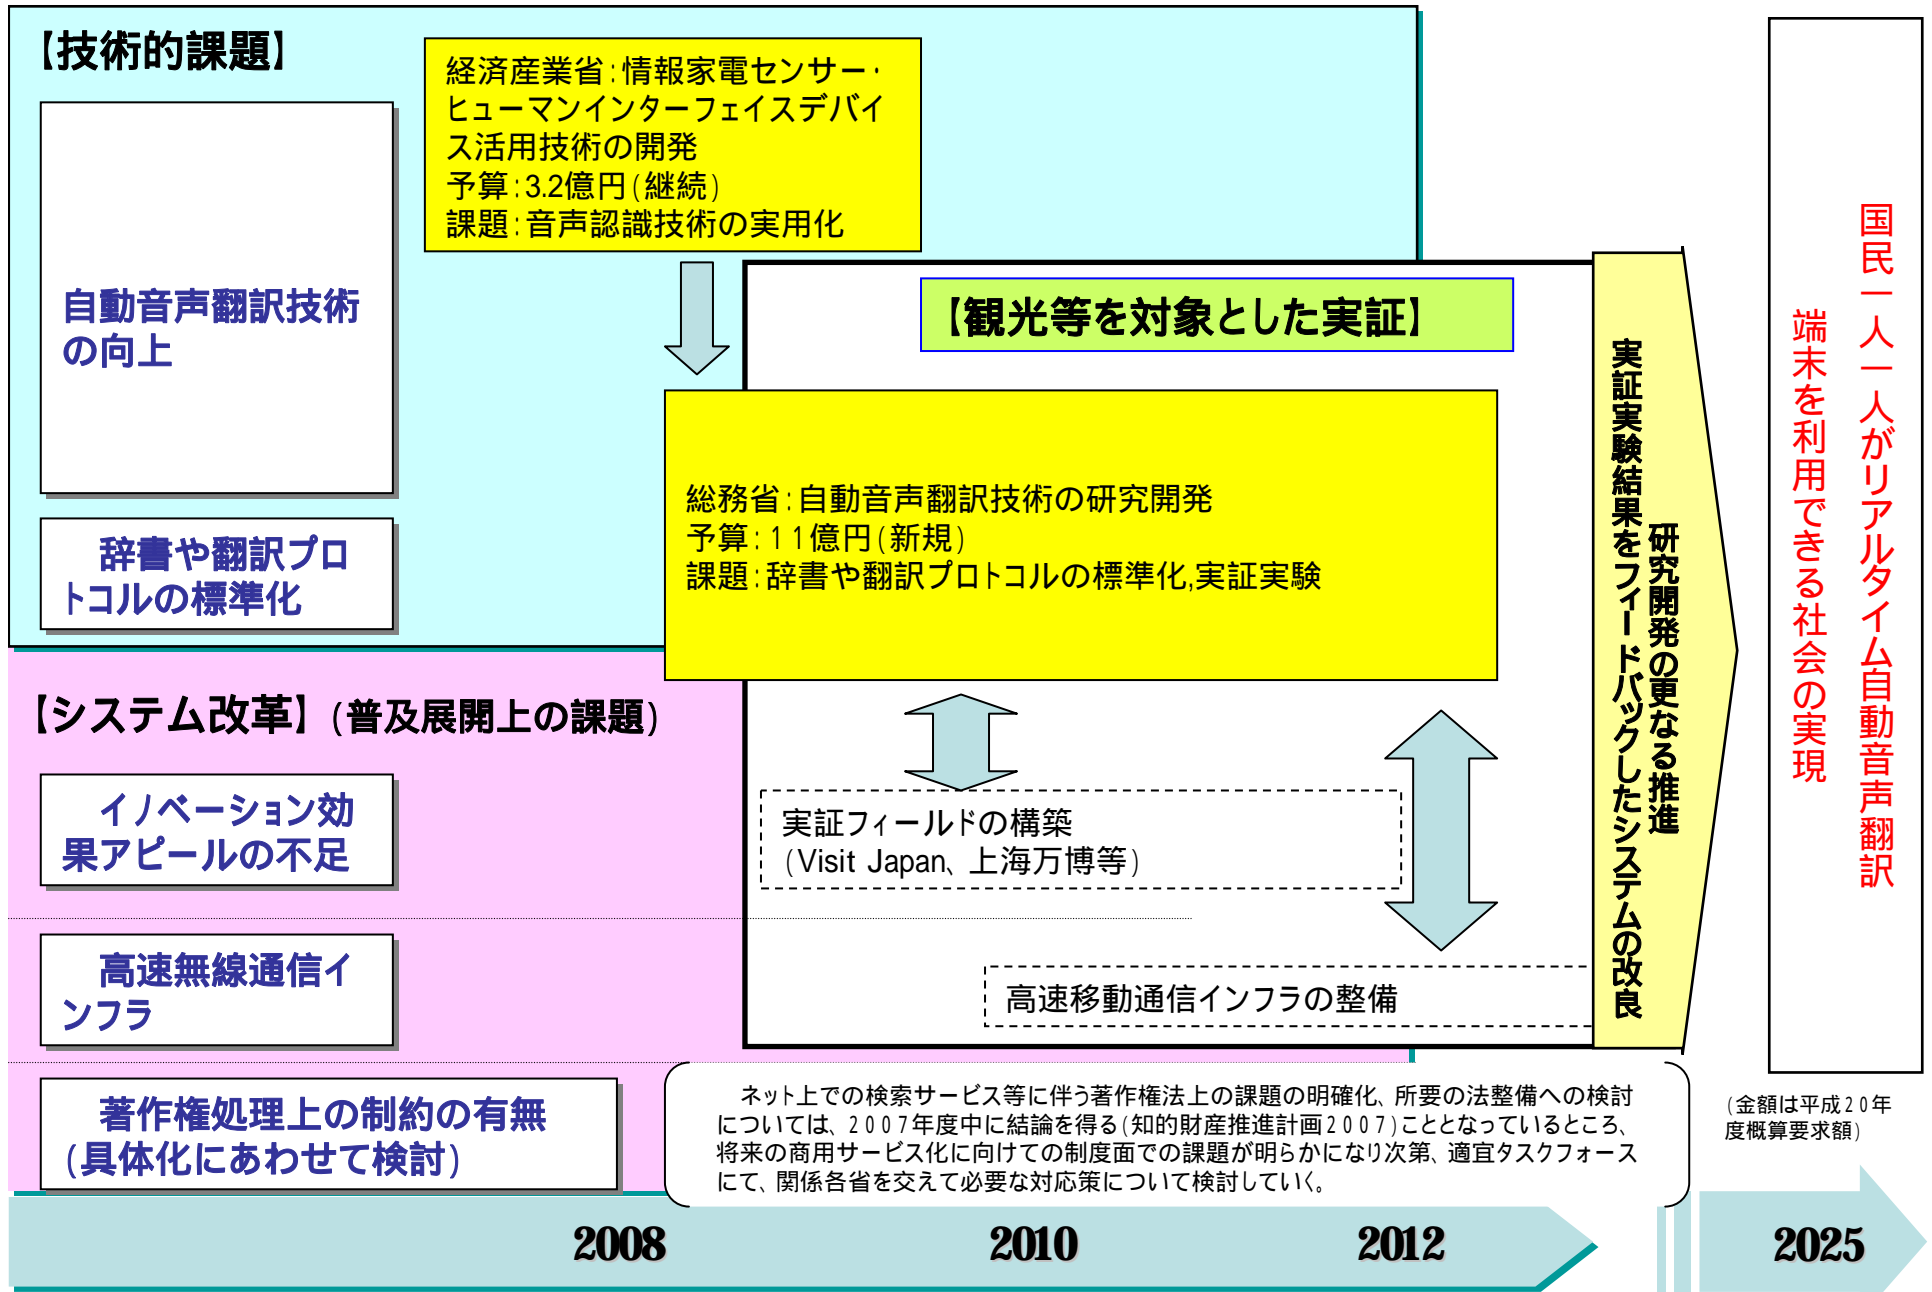 【技術的課題】
経済産業省：情報家電センサー・
ヒューマンインターフェイスデバイ
ス活用技術の開発
予算：3.2億円（継続）
課題：音声認識技術の実用化
自動音声翻訳技術
の向上
辞書や翻訳プロ
トコルの標準化
【観光等を対象とした実証】
総務省：自動音声翻訳技術の研究開発
予算：１１億円（新規）
課題：辞書や翻訳プロトコルの標準化,実証実験
【システム改革】（普及展開上の課題）
イノベーション効
果アピールの不足
高速無線通信イ
ンフラ
著作権処理上の制約の有無
（具体化にあわせて検討）
実証フィールドの構築
（Visit Japan、上海万博等）
高速移動通信インフラの整備
研究開発の更なる推進
実証実験結果をフィードバックしたシステムの改良
国民一人一人がリアルタイム自動音声翻訳
端末を利用できる社会の実現
ネット上での検索サービス等に伴う著作権法上の課題の明確化、所要の法整備への検討
については、２００７年度中に結論を得る（知的財産推進計画２００７）こととなっているところ、
将来の商用サービス化に向けての制度面での課題が明らかになり次第、適宜タスクフォース
にて、関係各省を交えて必要な対応策について検討していく。
（金額は平成２０年
度概算要求額）
2008
2010
2012
2025